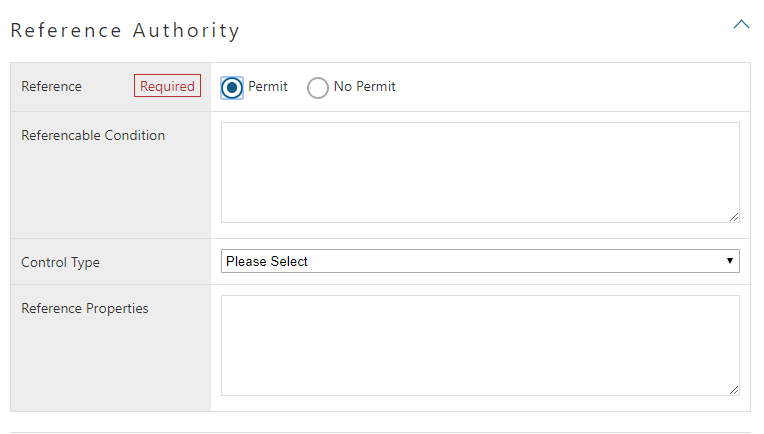 Reference Authority
Reference Required Permit No Permit
Referencable Condition
Control Type Please Select
Reference Properties